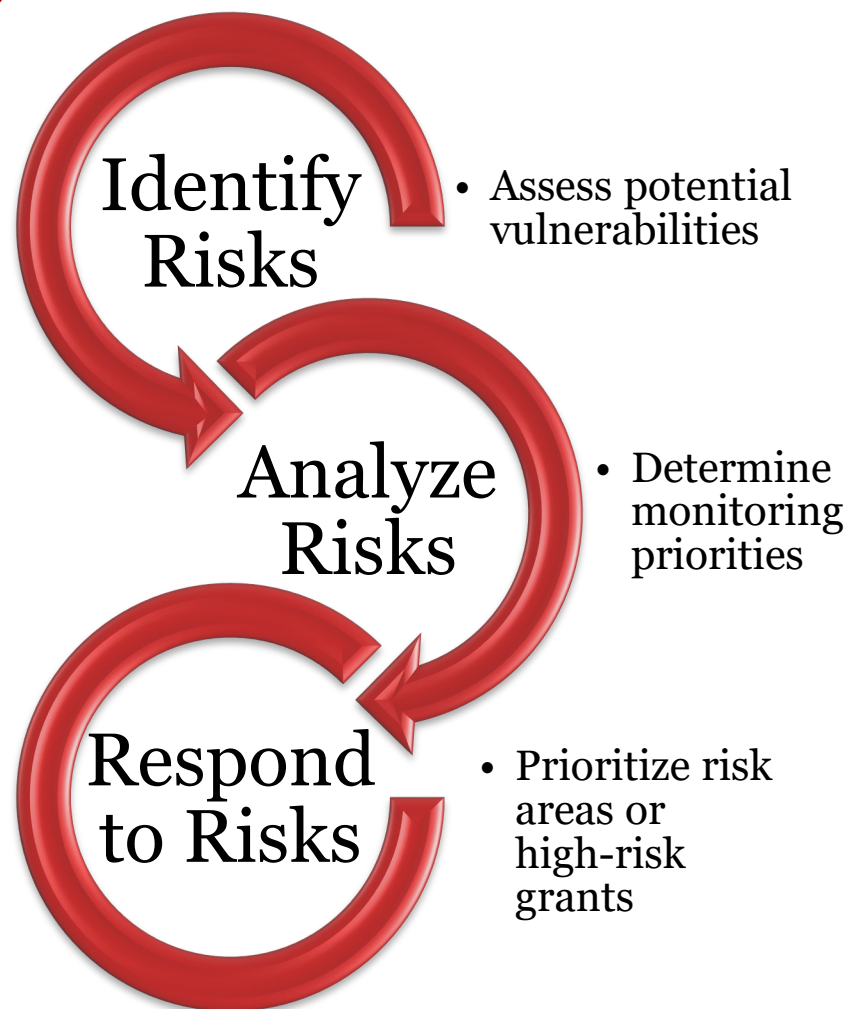 Identify
Risks
• Assess potential
vulnerabilities
Analyze
Risks
• Determine
monitoring
priorities
Respond
to Risks
• Prioritize risk
areas or
high-risk
grants